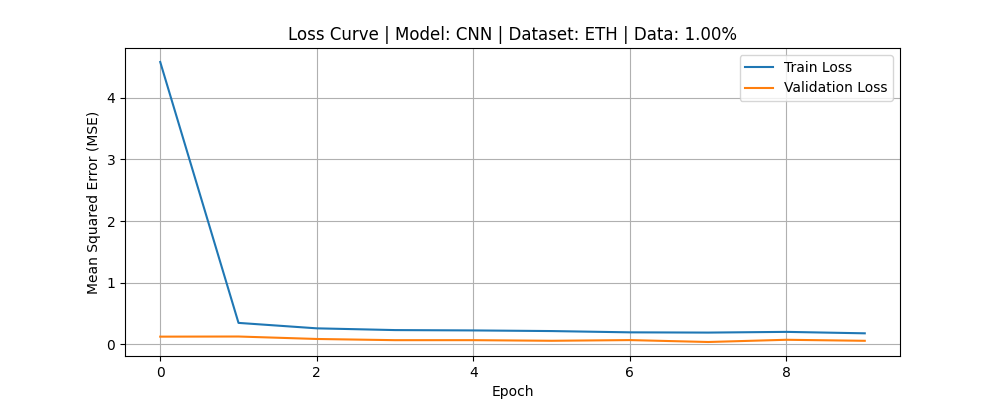 Loss Curve | Model: CNN | Dataset: ETH | Data: 1.00%
Train Loss
Validation Loss
Mean Squared Error (MSE)
4
3
2
1
0
0 2 4 6 8
Epoch